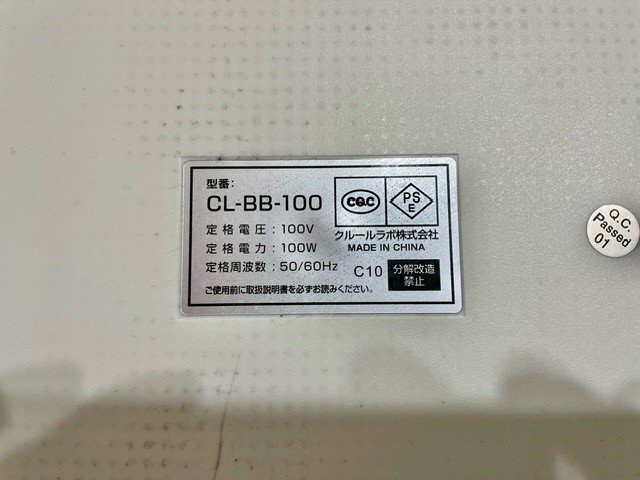 型番:
CL-BB-100
定格電圧:100V
定格電力:100W
定格周波数:50/60Hz
ご使用前に取扱説明書を必ずお読みください。
CQC
PS
E
クルールラボ株式会社
MADE IN CHINA
C10
分解改造
禁止
Q.C.
Passed
01